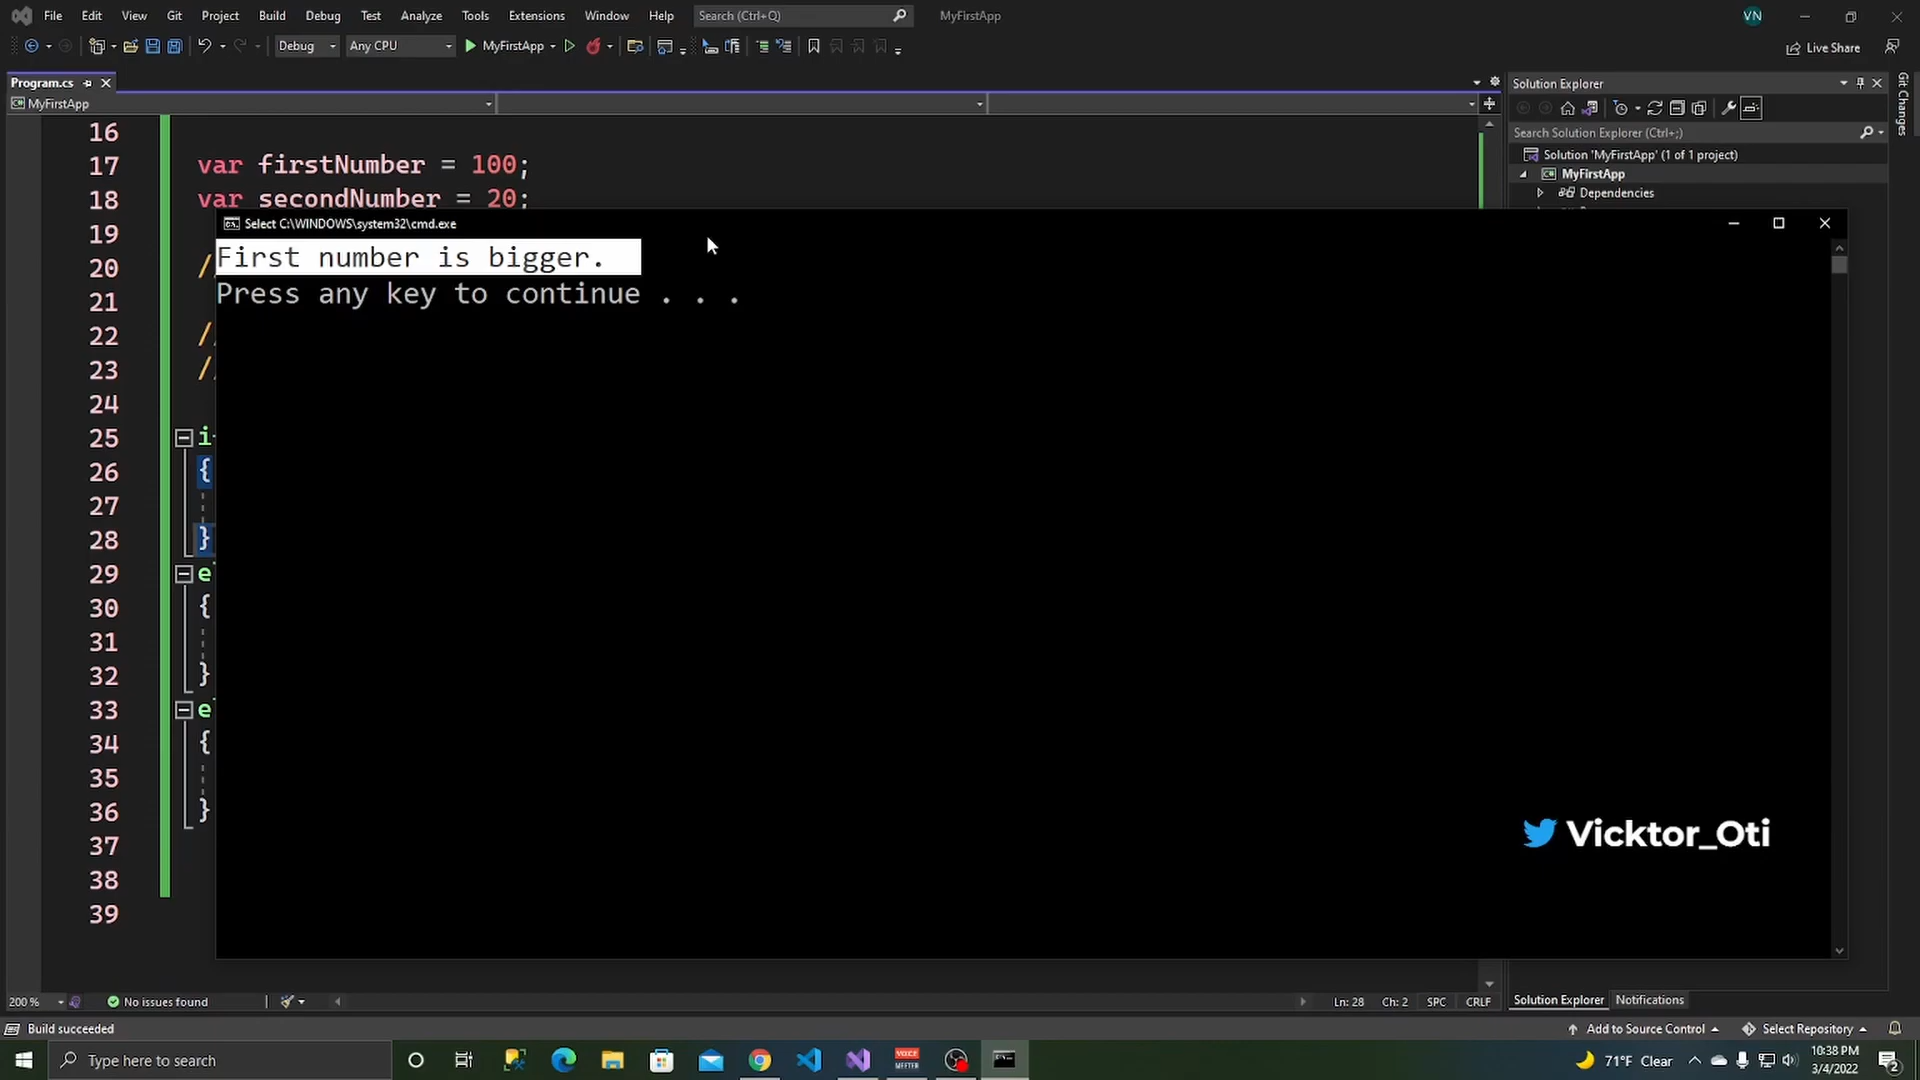 File Edit View Git Project Build Debug Test Analyze Tools Extensions Window Help Search (Ctrl+Q) MyFirstApp VN
Debug Any CPU MyFirstApp Live Share
Program.cs
MyFirstApp
Solution Explorer
Search Solution Explorer (Ctrl+;)
Solution 'MyFirstApp' (1 of 1 project)
MyFirstApp
Dependencies
Git Changes
16
17 var firstNumber = 100;
18 var secondNumber = 20;
19
20 //
21
22 //
23 //
24
25 i
26 {
27
28 }
29 e
30 {
31
32 }
33 e
34 {
35
36 }
37
38
39
Select C:\WINDOWS\system32\cmd.exe
First number is bigger.
Press any key to continue . . .
Vicktor_Oti
200 % No issues found Ln: 28 Ch: 2 SPC CRLF
Solution Explorer Notifications
Build succeeded Add to Source Control Select Repository
Type here to search
VOICE
MEETER
71°F Clear
10:38 PM
3/4/2022
2